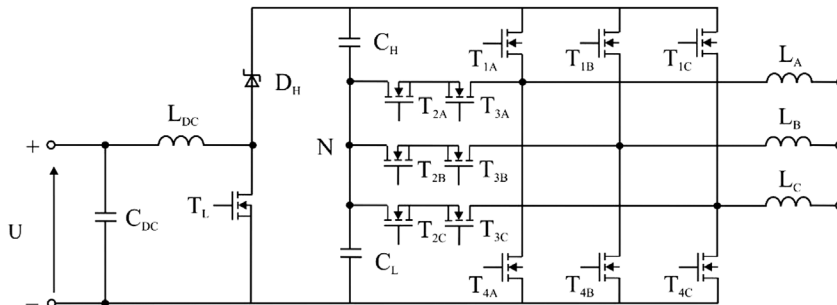 C_H
T_1A
T_1B
T_1C
L_A
D_H
T_2A
T_3A
L_DC
L_B
+
N
T_2B
T_3B
L_C
T_L
U
C_DC
T_2C
T_3C
C_L
T_4A
T_4B
T_4C
−